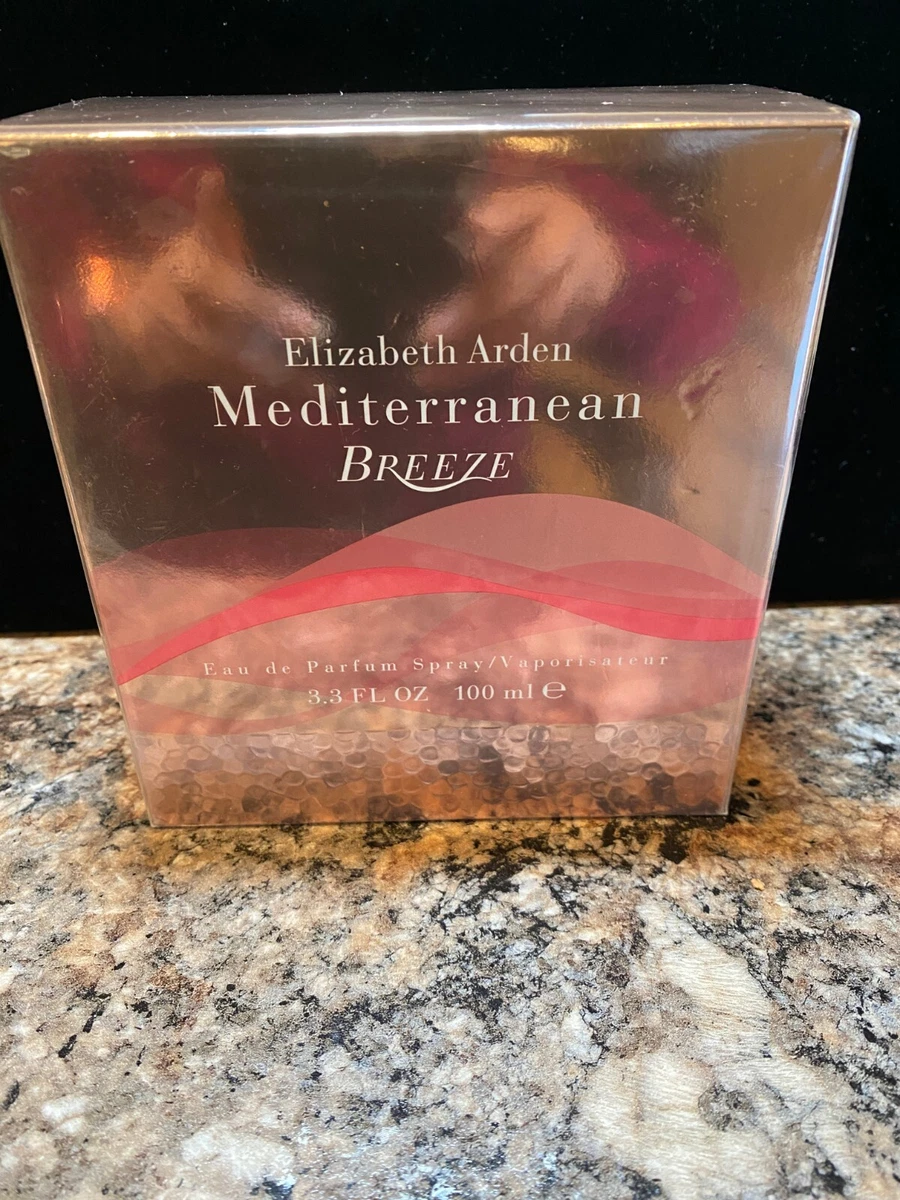 Elizabeth Arden
Mediterranean
BREEZE
Eau de Parfum Spray/Vaporisateur
3.3 FL OZ 100 ml ℮